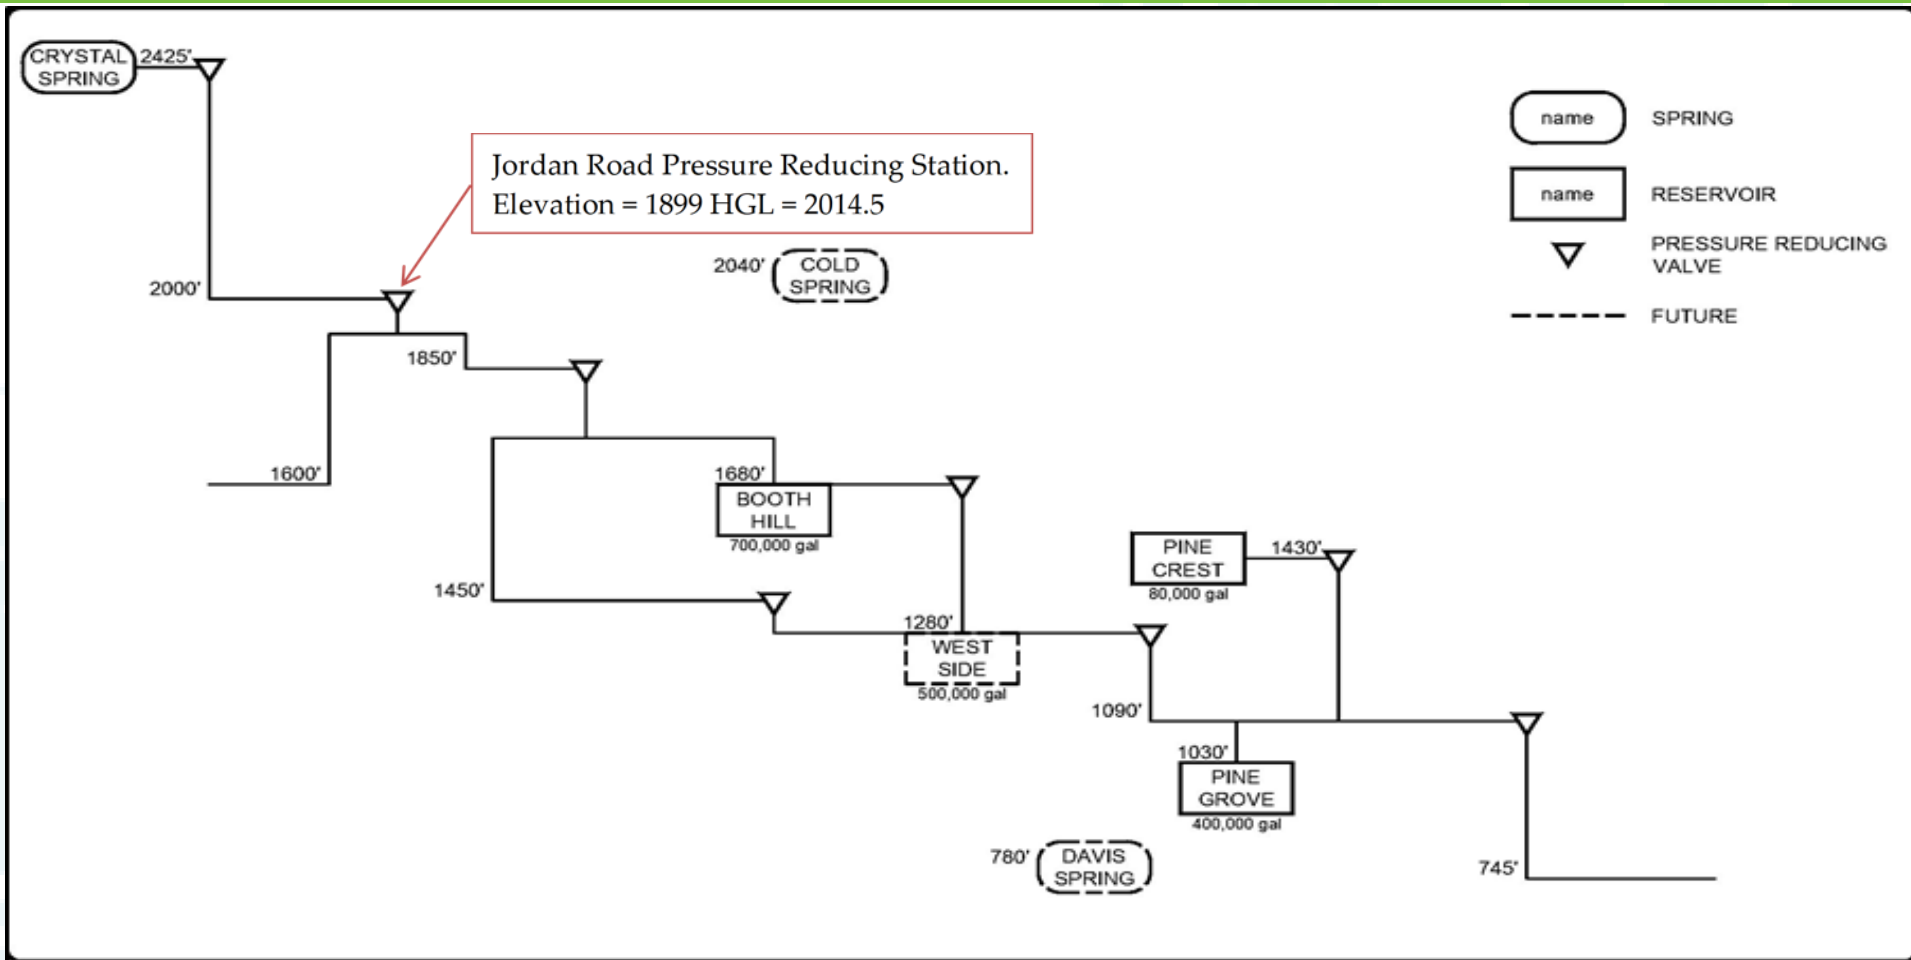 CRYSTAL
SPRING
2425'
Jordan Road Pressure Reducing Station.
Elevation = 1899 HGL = 2014.5
name
SPRING
name
RESERVOIR
PRESSURE REDUCING
VALVE
FUTURE
2040'
COLD
SPRING
2000'
1850'
1600'
1680'
BOOTH
HILL
700,000 gal
1450'
PINE
CREST
80,000 gal
1430'
1280'
WEST
SIDE
500,000 gal
1090'
1030'
PINE
GROVE
400,000 gal
780'
DAVIS
SPRING
745'